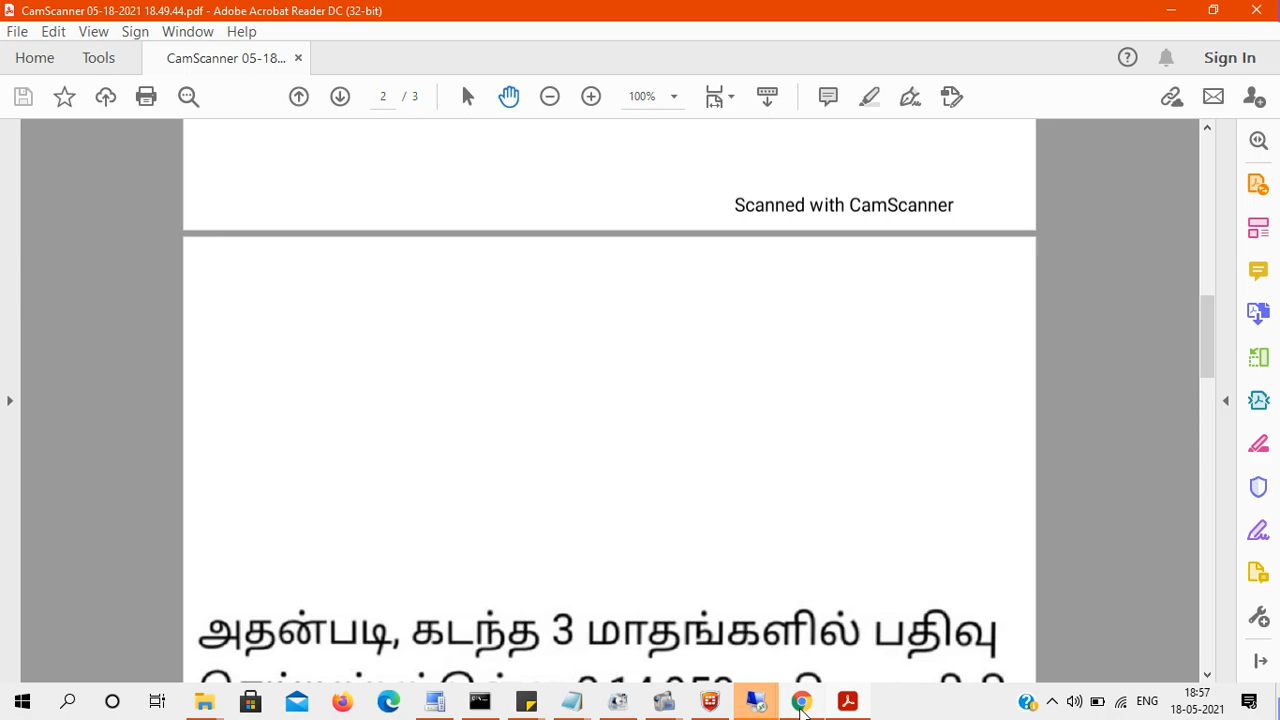 CamScanner 05-18-2021 18.49.44.pdf - Adobe Acrobat Reader DC (32-bit)
File Edit View Sign Window Help
Home Tools CamScanner 05-18... Sign In
2 / 3 100%
Scanned with CamScanner
அதன்படி, கடந்த 3 மாதங்களில் பதிவு
ENG 18:57
18-05-2021